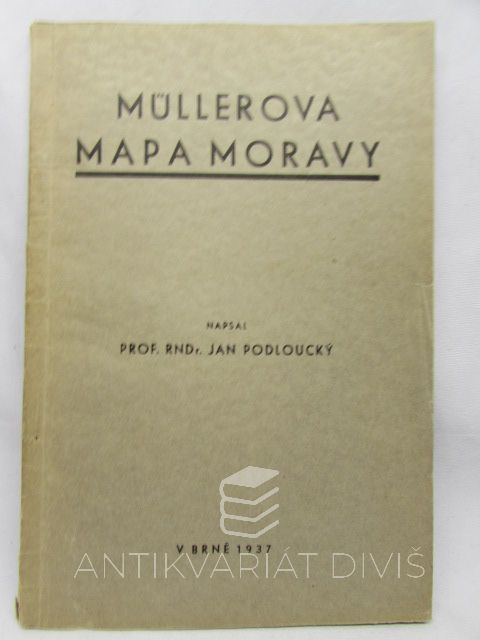 MÜLLEROVA
MAPA MORAVY
NAPSAL
PROF. RNDr. JAN PODLOUCKÝ
V BRNĚ 1937
ANTIKVARIÁT DIVIŠ